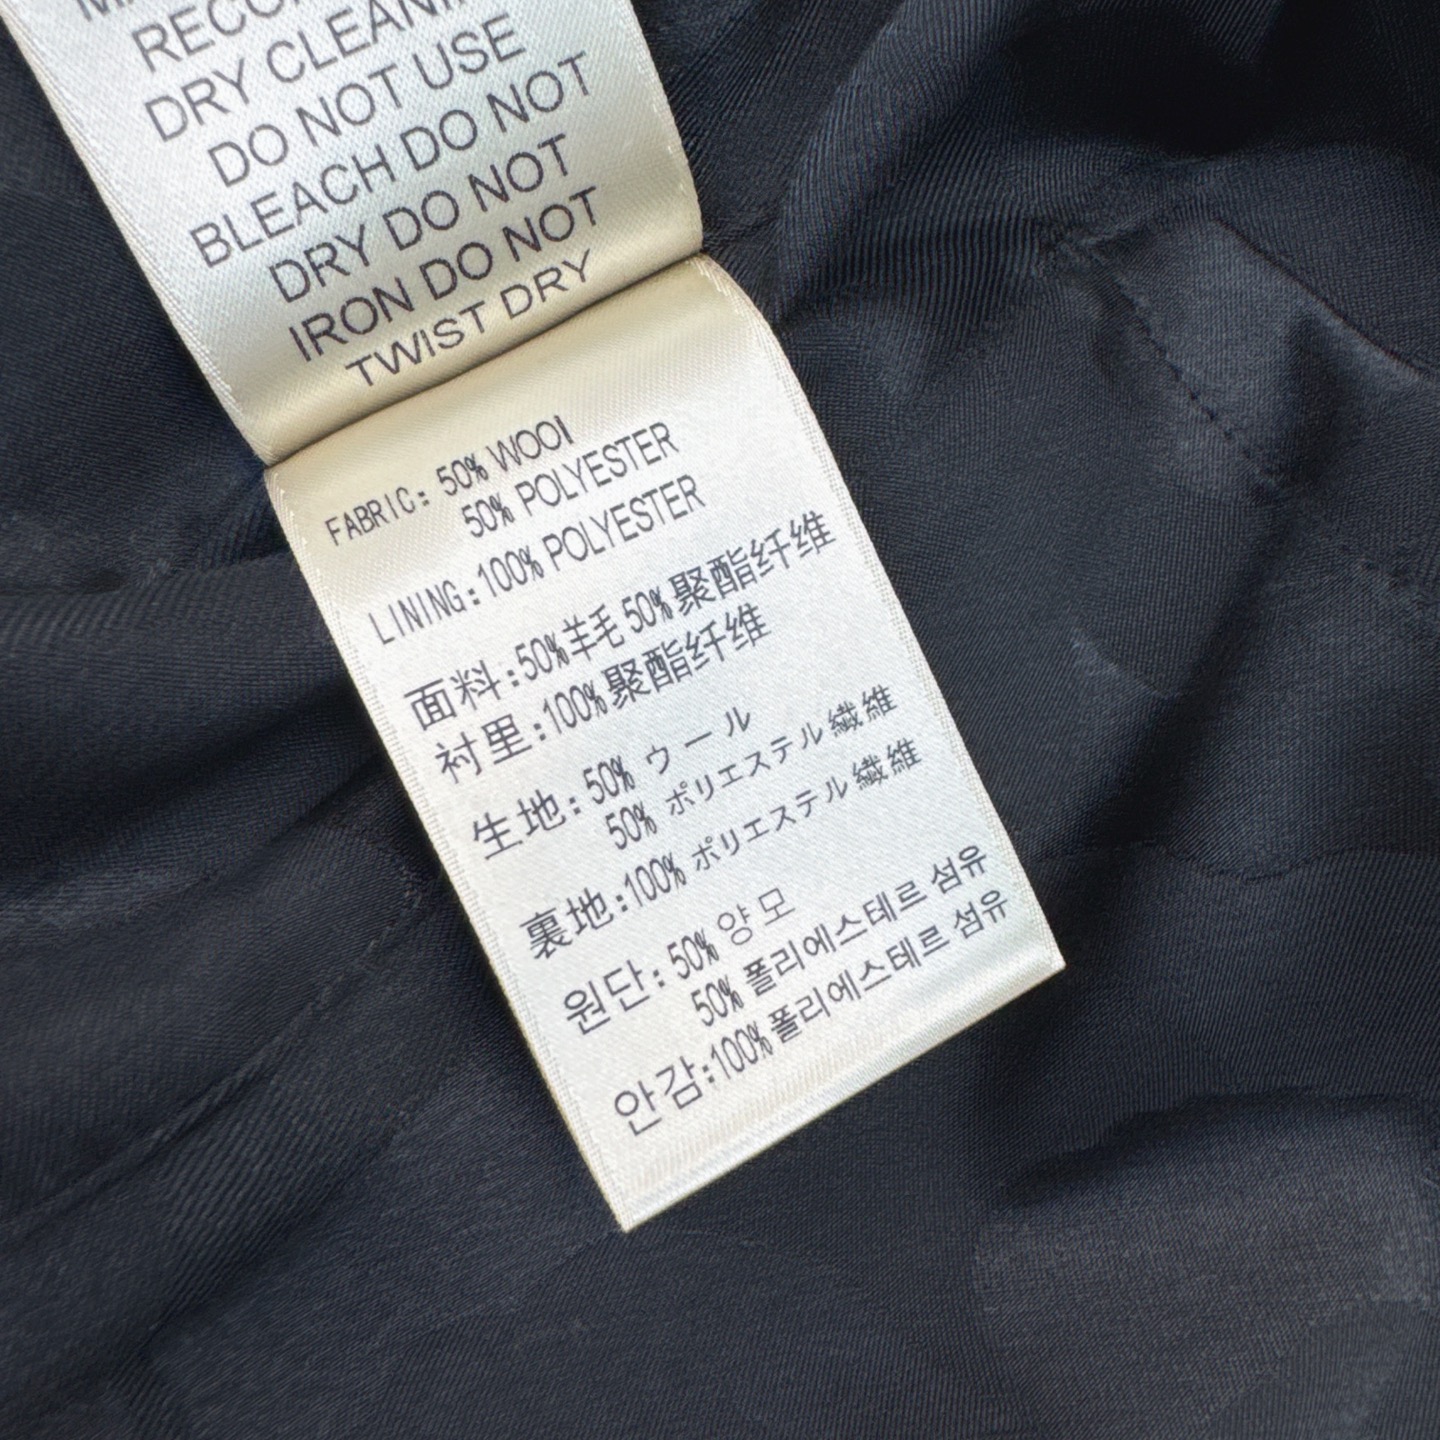 DRY CLEANI
DO NOT USE
BLEACH DO NOT
DRY DO NOT
IRON DO NOT
TWIST DRY
FABRIC: 50% WOOl
50% POLYESTER
LINING: 100% POLYESTER
面料:50%羊毛 50%聚酯纤维
衬里:100%聚酯纤维
生地: 50% ウール
50% ポリエステル繊維
裏地:100% ポリエステル繊維
원단: 50% 양모
50% 폴리에스테르 섬유
안감:100% 폴리에스테르 섬유